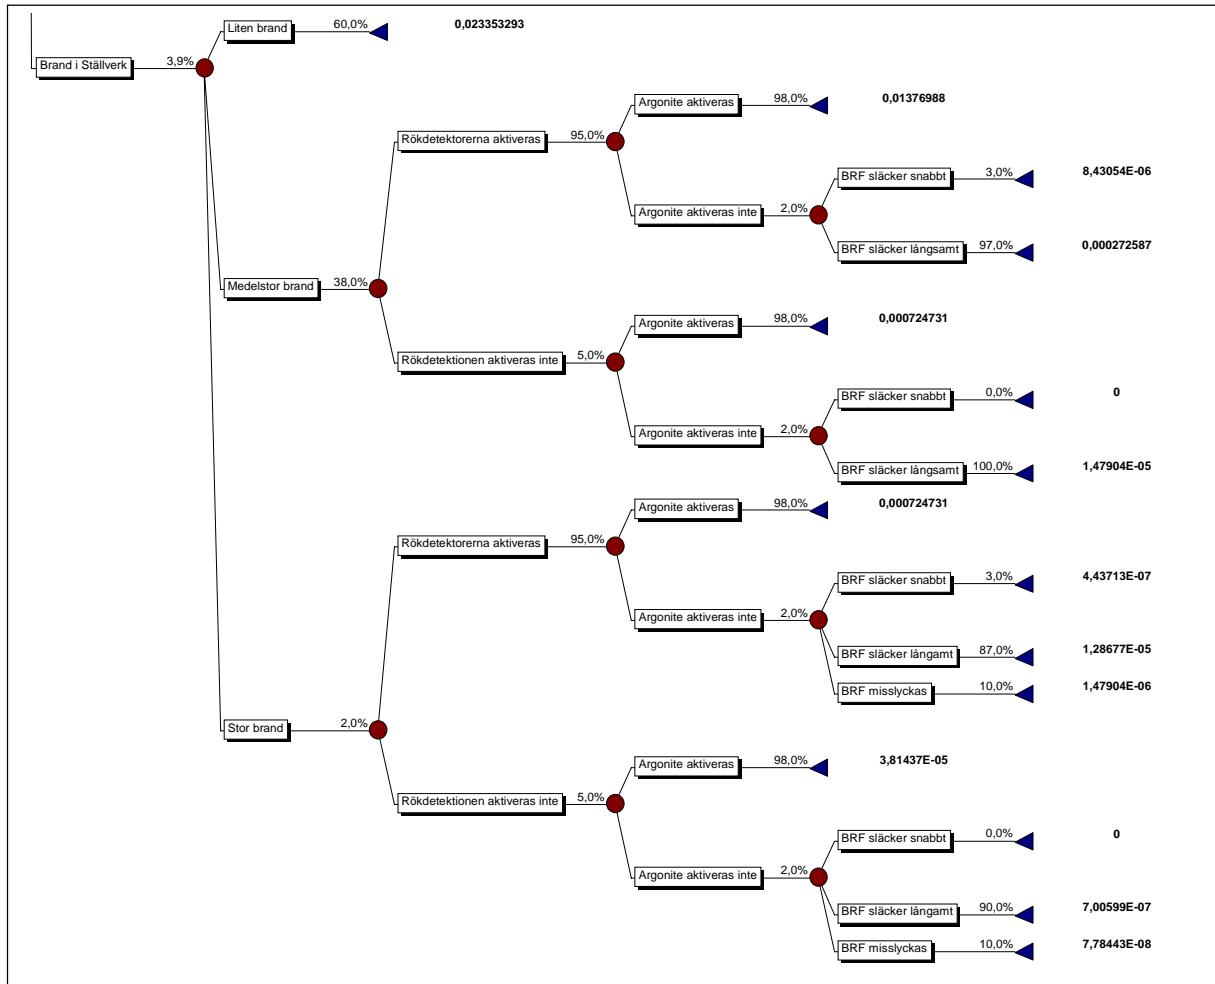 Liten brand 60,0% 0,023353293
Brand i Ställverk 3,9%
Argonite aktiveras 98,0% 0,01376988
Rökdetektorerna aktiveras 95,0%
BRF släcker snabbt 3,0% 8,43054E-06
Argonite aktiveras inte 2,0%
BRF släcker långsamt 97,0% 0,000272587
Medelstor brand 38,0%
Argonite aktiveras 98,0% 0,000724731
Rökdetektionen aktiveras inte 5,0%
BRF släcker snabbt 0,0% 0
Argonite aktiveras inte 2,0%
BRF släcker långsamt 100,0% 1,47904E-05
Argonite aktiveras 98,0% 0,000724731
Rökdetektorerna aktiveras 95,0%
BRF släcker snabbt 3,0% 4,43713E-07
Argonite aktiveras inte 2,0%
BRF släcker långamt 87,0% 1,28677E-05
BRF misslyckas 10,0% 1,47904E-06
Stor brand 2,0%
Argonite aktiveras 98,0% 3,81437E-05
Rökdetektionen aktiveras inte 5,0%
BRF släcker snabbt 0,0% 0
Argonite aktiveras inte 2,0%
BRF släcker långamt 90,0% 7,00599E-07
BRF misslyckas 10,0% 7,78443E-08